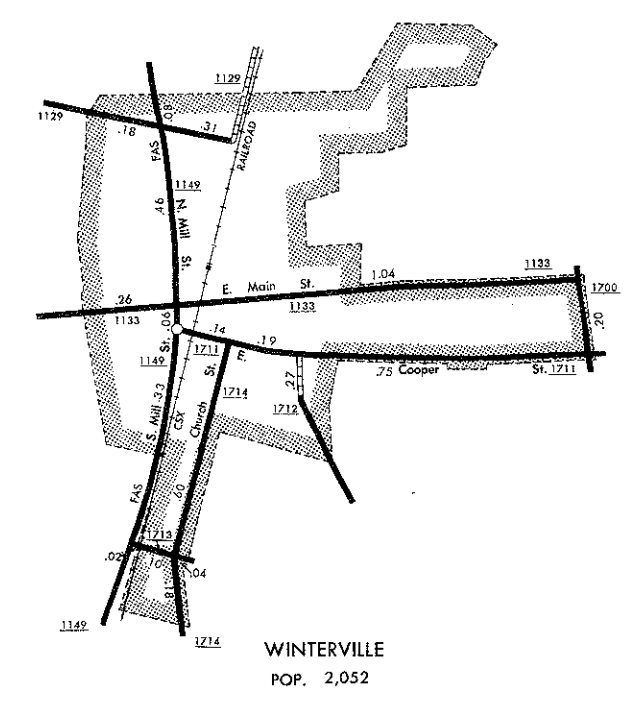 1129
1129
.08
.18
.31
FAS
RAILROAD
1149
.46
N. Mill St.
E. Main St.
1.04
1133
1700
.26
1133
1133
.06
.14
.19
.20
1711
E. Cooper St. 1711
.75
1149
S. Mill St.
.33
CSX
1714
Church St.
.27
1712
.60
FAS
1713
.02
.10
.04
.18
1149
1714
WINTERVILLE
POP. 2,052